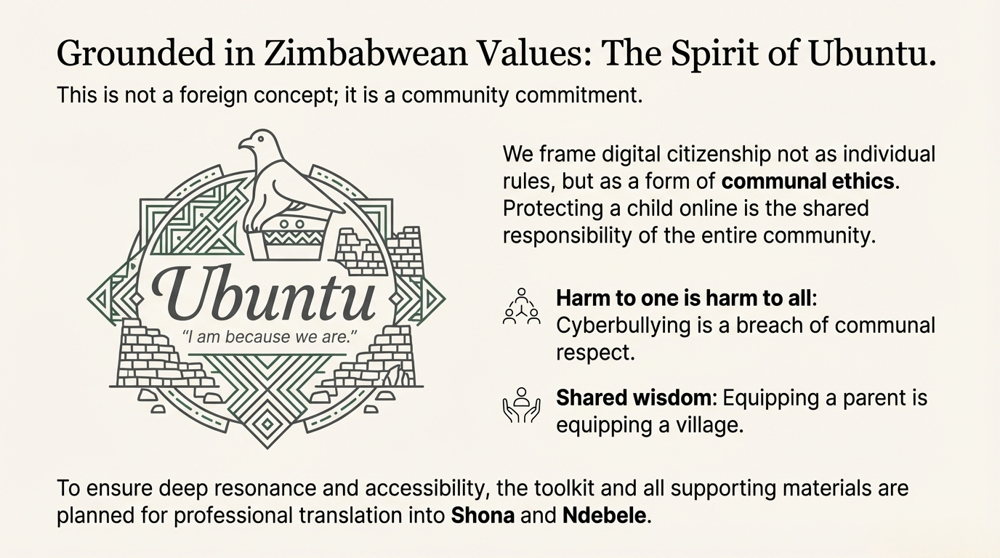 Grounded in Zimbabwean Values: The Spirit of Ubuntu.
This is not a foreign concept; it is a community commitment.
Ubuntu
“I am because we are.”
We frame digital citizenship not as individual
rules, but as a form of communal ethics.
Protecting a child online is the shared
responsibility of the entire community.
Harm to one is harm to all:
Cyberbullying is a breach of communal
respect.
Shared wisdom: Equipping a parent is
equipping a village.
To ensure deep resonance and accessibility, the toolkit and all supporting materials are
planned for professional translation into Shona and Ndebele.